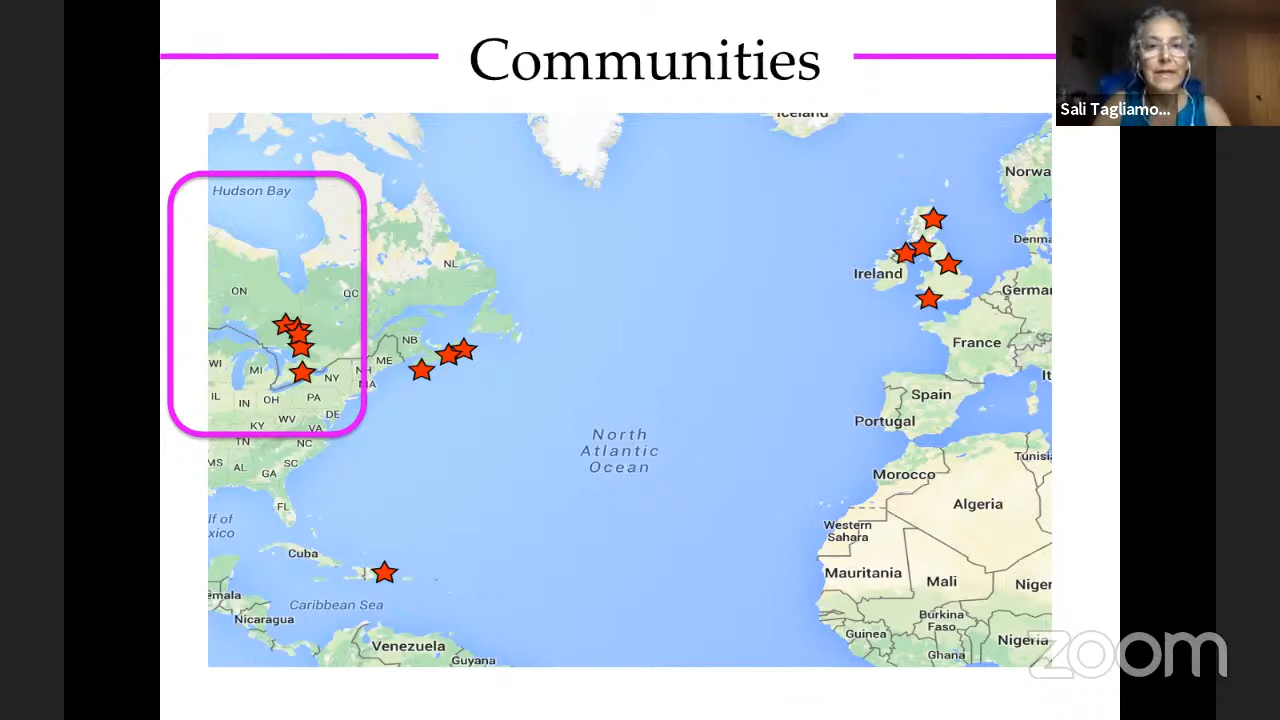 Communities
Sali Tagliamo...
Iceland
Norwa
Hudson Bay
NL
Denma
Ireland
ON
QC
German
NB
France
ME
WI
MI
NH
NY
MA
It
IL
IN
OH
PA
Spain
WV
DE
Portugal
KY
VA
North
Atlantic
Ocean
TN
NC
Tunisi
MS
AL
SC
GA
Morocco
Algeria
FL
lf of
xico
Western
Sahara
Cuba
Mauritania
Mali
Niger
emala
Caribbean Sea
Nicaragua
Burkina
Faso
Guinea
Nigeria
Venezuela
Ghana
Guyana
zoom